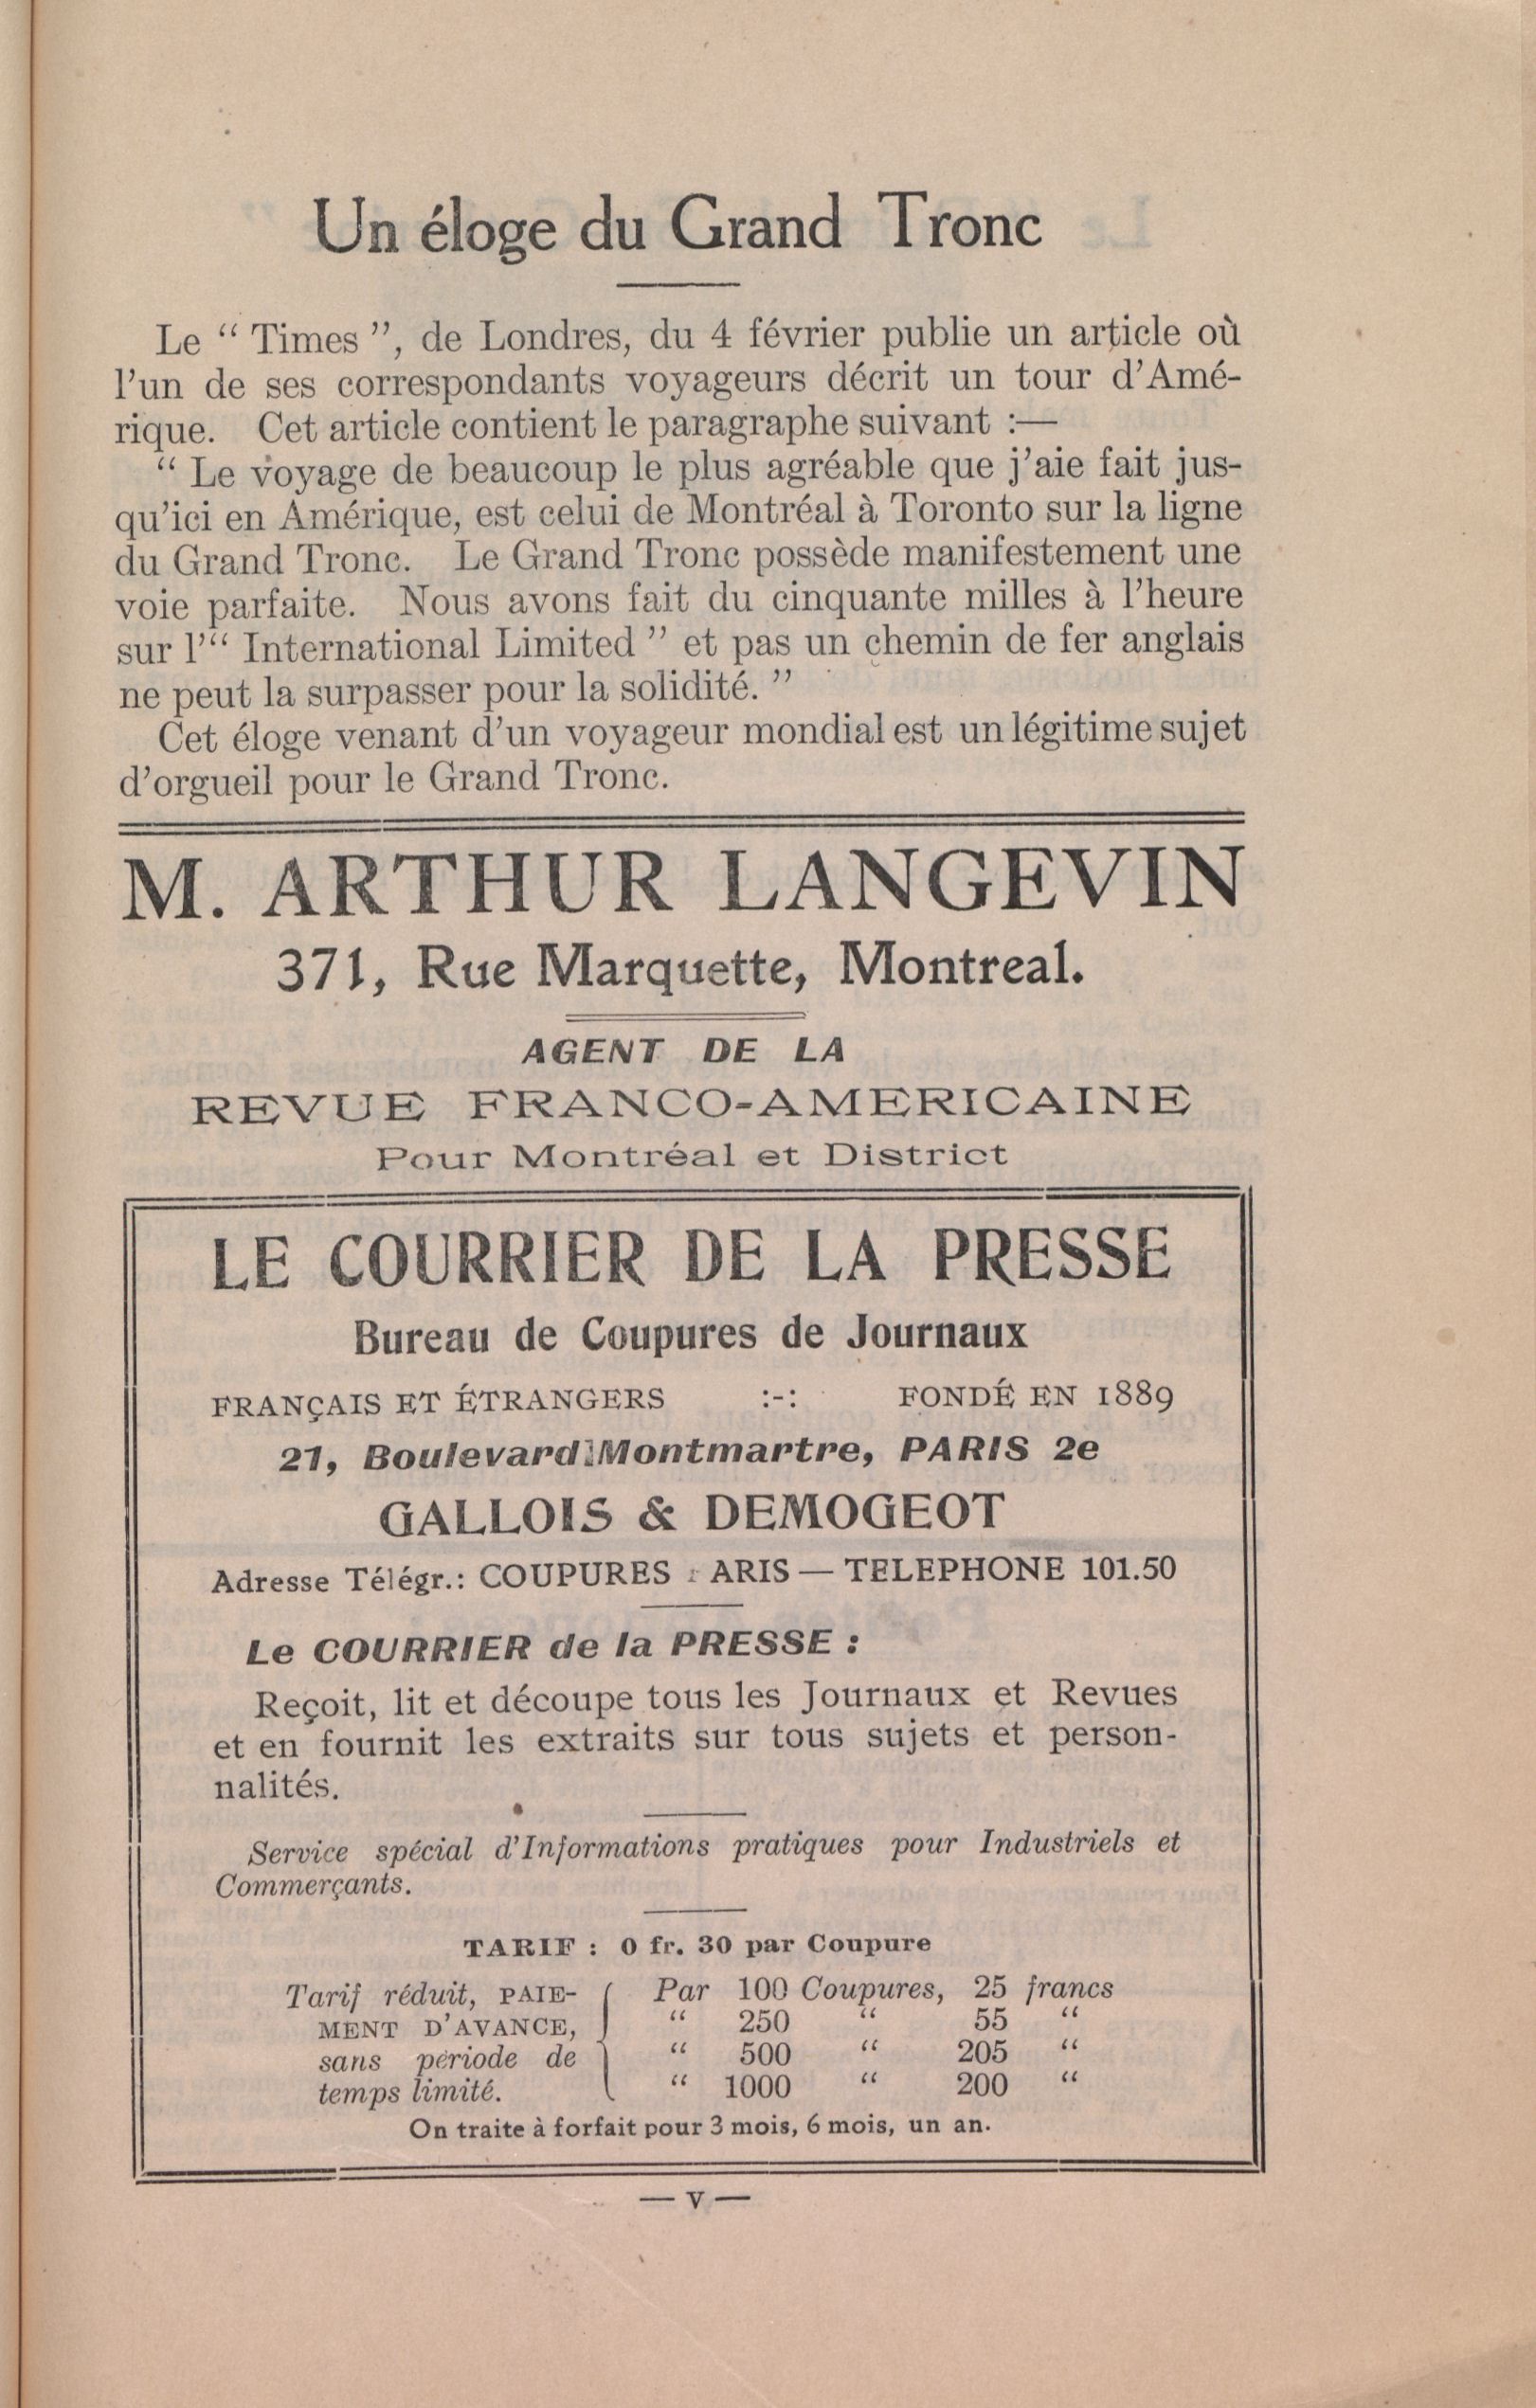 Un éloge du Grand Tronc
Le “ Times ”, de Londres, du 4 février publie un article où
l’un de ses correspondants voyageurs décrit un tour d’Amé-
rique. Cet article contient le paragraphe suivant :—
“ Le voyage de beaucoup le plus agréable que j’aie fait jus-
qu’ici en Amérique, est celui de Montréal à Toronto sur la ligne
du Grand Tronc. Le Grand Tronc possède manifestement une
voie parfaite. Nous avons fait du cinquante milles à l’heure
sur l’“ International Limited ” et pas un chemin de fer anglais
ne peut la surpasser pour la solidité. ”
Cet éloge venant d’un voyageur mondial est un légitime sujet
d’orgueil pour le Grand Tronc.
M. ARTHUR LANGEVIN
371, Rue Marquette, Montreal.
AGENT DE LA
REVUE FRANCO-AMERICAINE
Pour Montréal et District
LE COURRIER DE LA PRESSE
Bureau de Coupures de Journaux
FRANÇAIS ET ÉTRANGERS :-: FONDÉ EN 1889
21, Boulevard Montmartre, PARIS 2e
GALLOIS & DEMOGEOT
Adresse Télégr.: COUPURES ARIS — TELEPHONE 101.50
Le COURRIER de la PRESSE :
Reçoit, lit et découpe tous les Journaux et Revues
et en fournit les extraits sur tous sujets et person-
nalités.
Service spécial d’Informations pratiques pour Industriels et
Commerçants.
TARIF : 0 fr. 30 par Coupure
Tarif réduit, PAIE- Par 100 Coupures, 25 francs
MENT D’AVANCE, “ 250 “ 55 “
sans période de “ 500 “ 205 “
temps limité. “ 1000 “ 200 “
On traite à forfait pour 3 mois, 6 mois, un an.
— V —